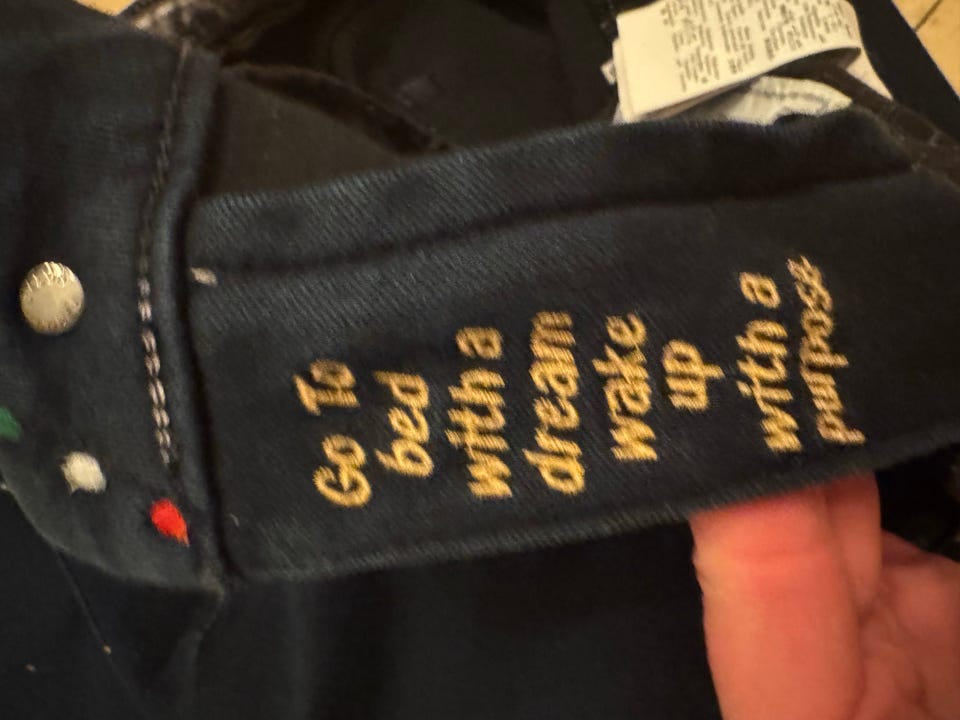 Go To
bed
with a
dream
wake
up
with a
purpose